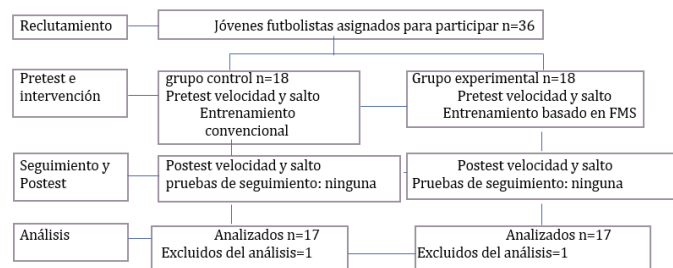 Reclutamiento
Jóvenes futbolistas asignados para participar n=36
Pretest e
intervención
grupo control n=18
Pretest velocidad y salto
Entrenamiento
convencional
Grupo experimental n=18
Pretest velocidad y salto
Entrenamiento basado en FMS
Seguimiento y
Postest
Postest velocidad y salto
pruebas de seguimiento: ninguna
Postest velocidad y salto
Pruebas de seguimiento: ninguna
Análisis
Analizados n=17
Excluidos del análisis=1
Analizados n=17
Excluidos del análisis=1